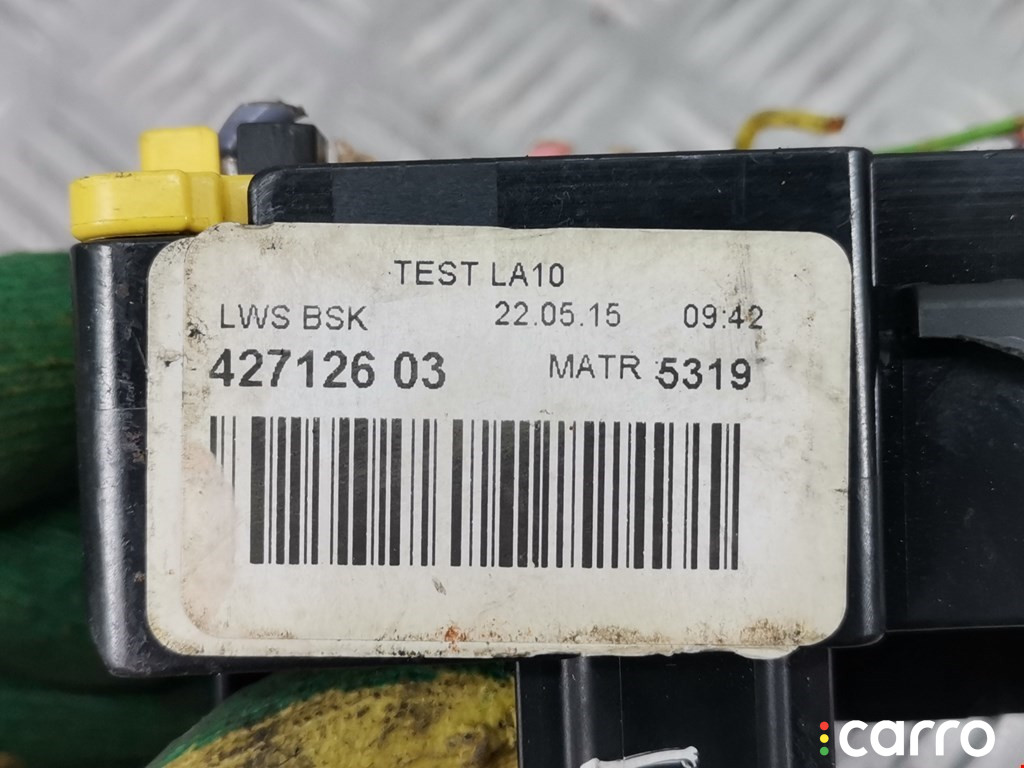 TEST LA10
LWS BSK 22.05.15 09:42
427126 03 MATR 5319
carro